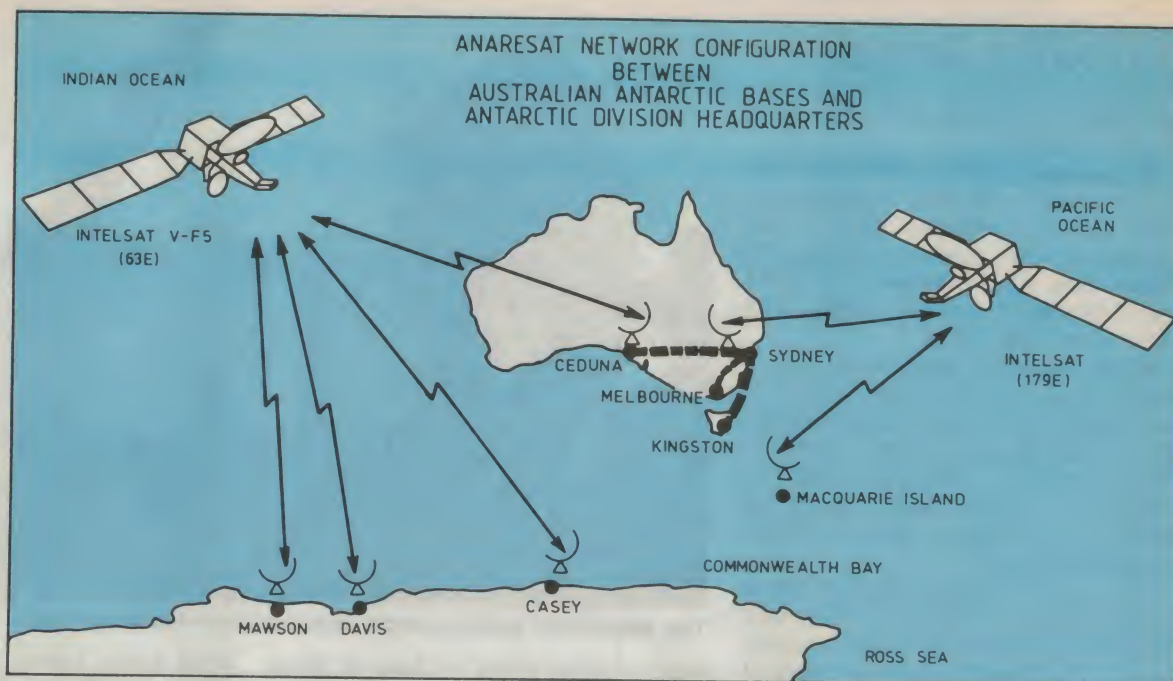 ANARESAT NETWORK CONFIGURATION
BETWEEN
AUSTRALIAN ANTARCTIC BASES AND
ANTARCTIC DIVISION HEADQUARTERS
INDIAN OCEAN
INTELSAT V-F5
(63E)
PACIFIC
OCEAN
INTELSAT
(179E)
CEDUNA
SYDNEY
MELBOURNE
KINGSTON
MACQUARIE ISLAND
COMMONWEALTH BAY
MAWSON
DAVIS
CASEY
ROSS SEA